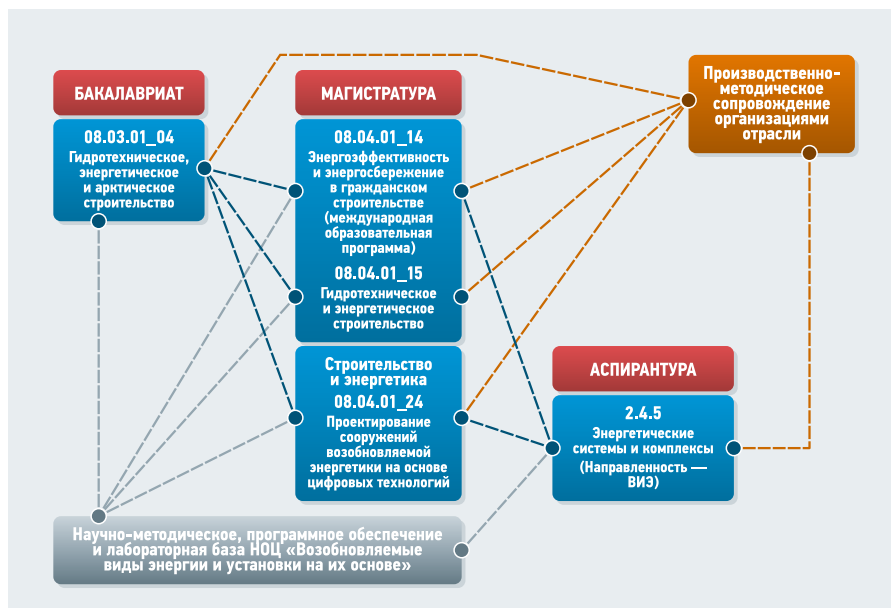 БАКАЛАВРИАТ
08.03.01_04
Гидротехническое,
энергетическое
и арктическое
строительство
МАГИСТРАТУРА
08.04.01_14
Энергоэффективность
и энергосбережение
в гражданском
строительстве
(международная
образовательная
программа)
08.04.01_15
Гидротехническое
и энергетическое
строительство
Строительство
и энергетика
08.04.01_24
Проектирование
сооружений
возобновляемой
энергетики на основе
цифровых технологий
Производственно-
методическое
сопровождение
организациями
отрасли
АСПИРАНТУРА
2.4.5
Энергетические
системы и комплексы
(Направленность —
ВИЭ)
Научно-методическое, программное обеспечение
и лабораторная база НОЦ «Возобновляемые
виды энергии и установки на их основе»